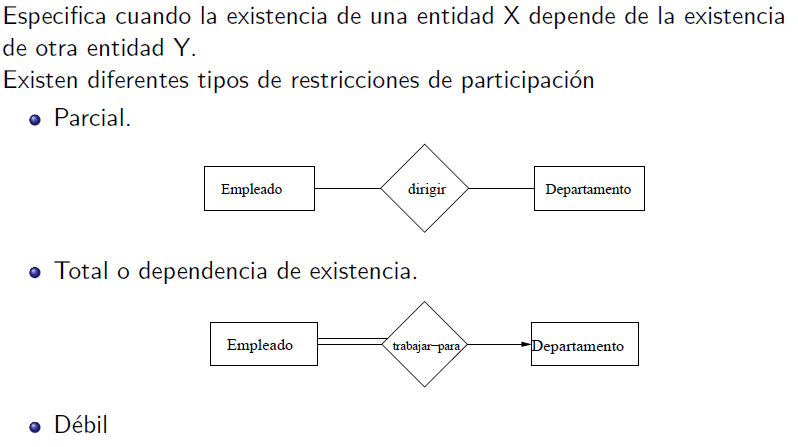 Especifica cuando la existencia de una entidad X depende de la existencia
de otra entidad Y.
Existen diferentes tipos de restricciones de participación
Parcial.
Empleado dirigir Departamento
Total o dependencia de existencia.
Empleado trabajar-para Departamento
Débil